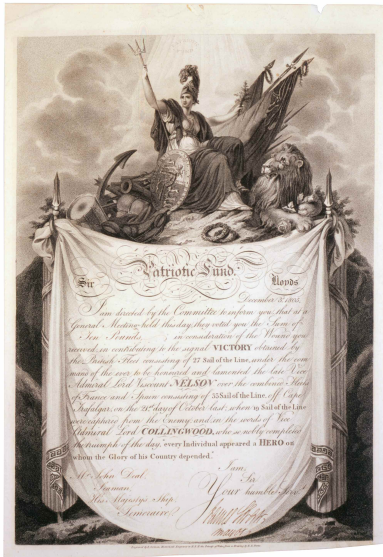 Patriotic Fund.
Sir Lloyds
December 3, 1805.
I am directed by the Committee to inform you, that at a
General Meeting held this day, they voted you the Sum of
Ten Pounds in consideration of the Wound you
received, in contributing to the signal VICTORY obtained by
the British Fleet consisting of 27 Sail of the Line, under the com
mand of the ever to be honored and lamented the late Vice
Admiral Lord Viscount NELSON over the combined Fleets
of France and Spain consisting of 33 Sail of the Line, off Cape
Trafalgar, on the 21st day of October last; when 19 Sail of the Line
were captured from the Enemy; and in the words of Vice
Admiral Lord COLLINGWOOD, who so nobly completed
the triumph of the day, "every Individual appeared a HERO on
whom the Glory of his Country depended."
I am,
Mr John Deal, Sir
Seaman, Your humble Serv
His Majestys Ship
Temeraire